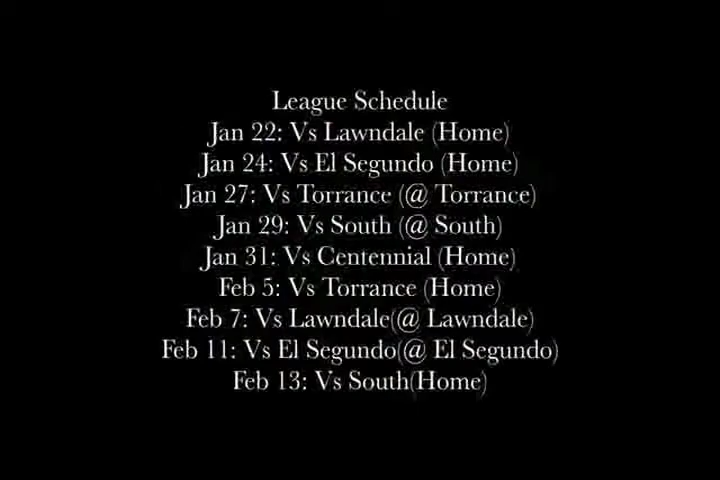 League Schedule
Jan 22: Vs Lawndale (Home)
Jan 24: Vs El Segundo (Home)
Jan 27: Vs Torrance (@ Torrance)
Jan 29: Vs South (@ South)
Jan 31: Vs Centennial (Home)
Feb 5: Vs Torrance (Home)
Feb 7: Vs Lawndale(@ Lawndale)
Feb 11: Vs El Segundo(@ El Segundo)
Feb 13: Vs South(Home)